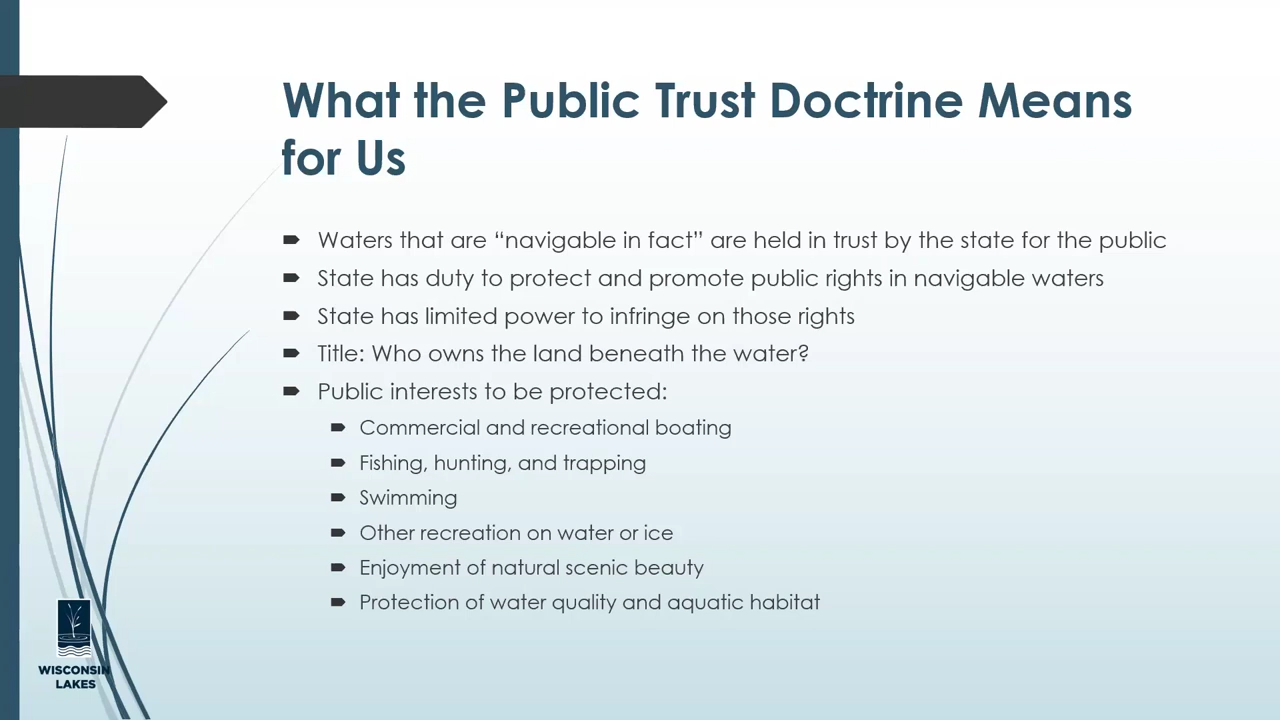 What the Public Trust Doctrine Means
for Us
Waters that are “navigable in fact” are held in trust by the state for the public
State has duty to protect and promote public rights in navigable waters
State has limited power to infringe on those rights
Title: Who owns the land beneath the water?
Public interests to be protected:
Commercial and recreational boating
Fishing, hunting, and trapping
Swimming
Other recreation on water or ice
Enjoyment of natural scenic beauty
Protection of water quality and aquatic habitat
WISCONSIN
LAKES